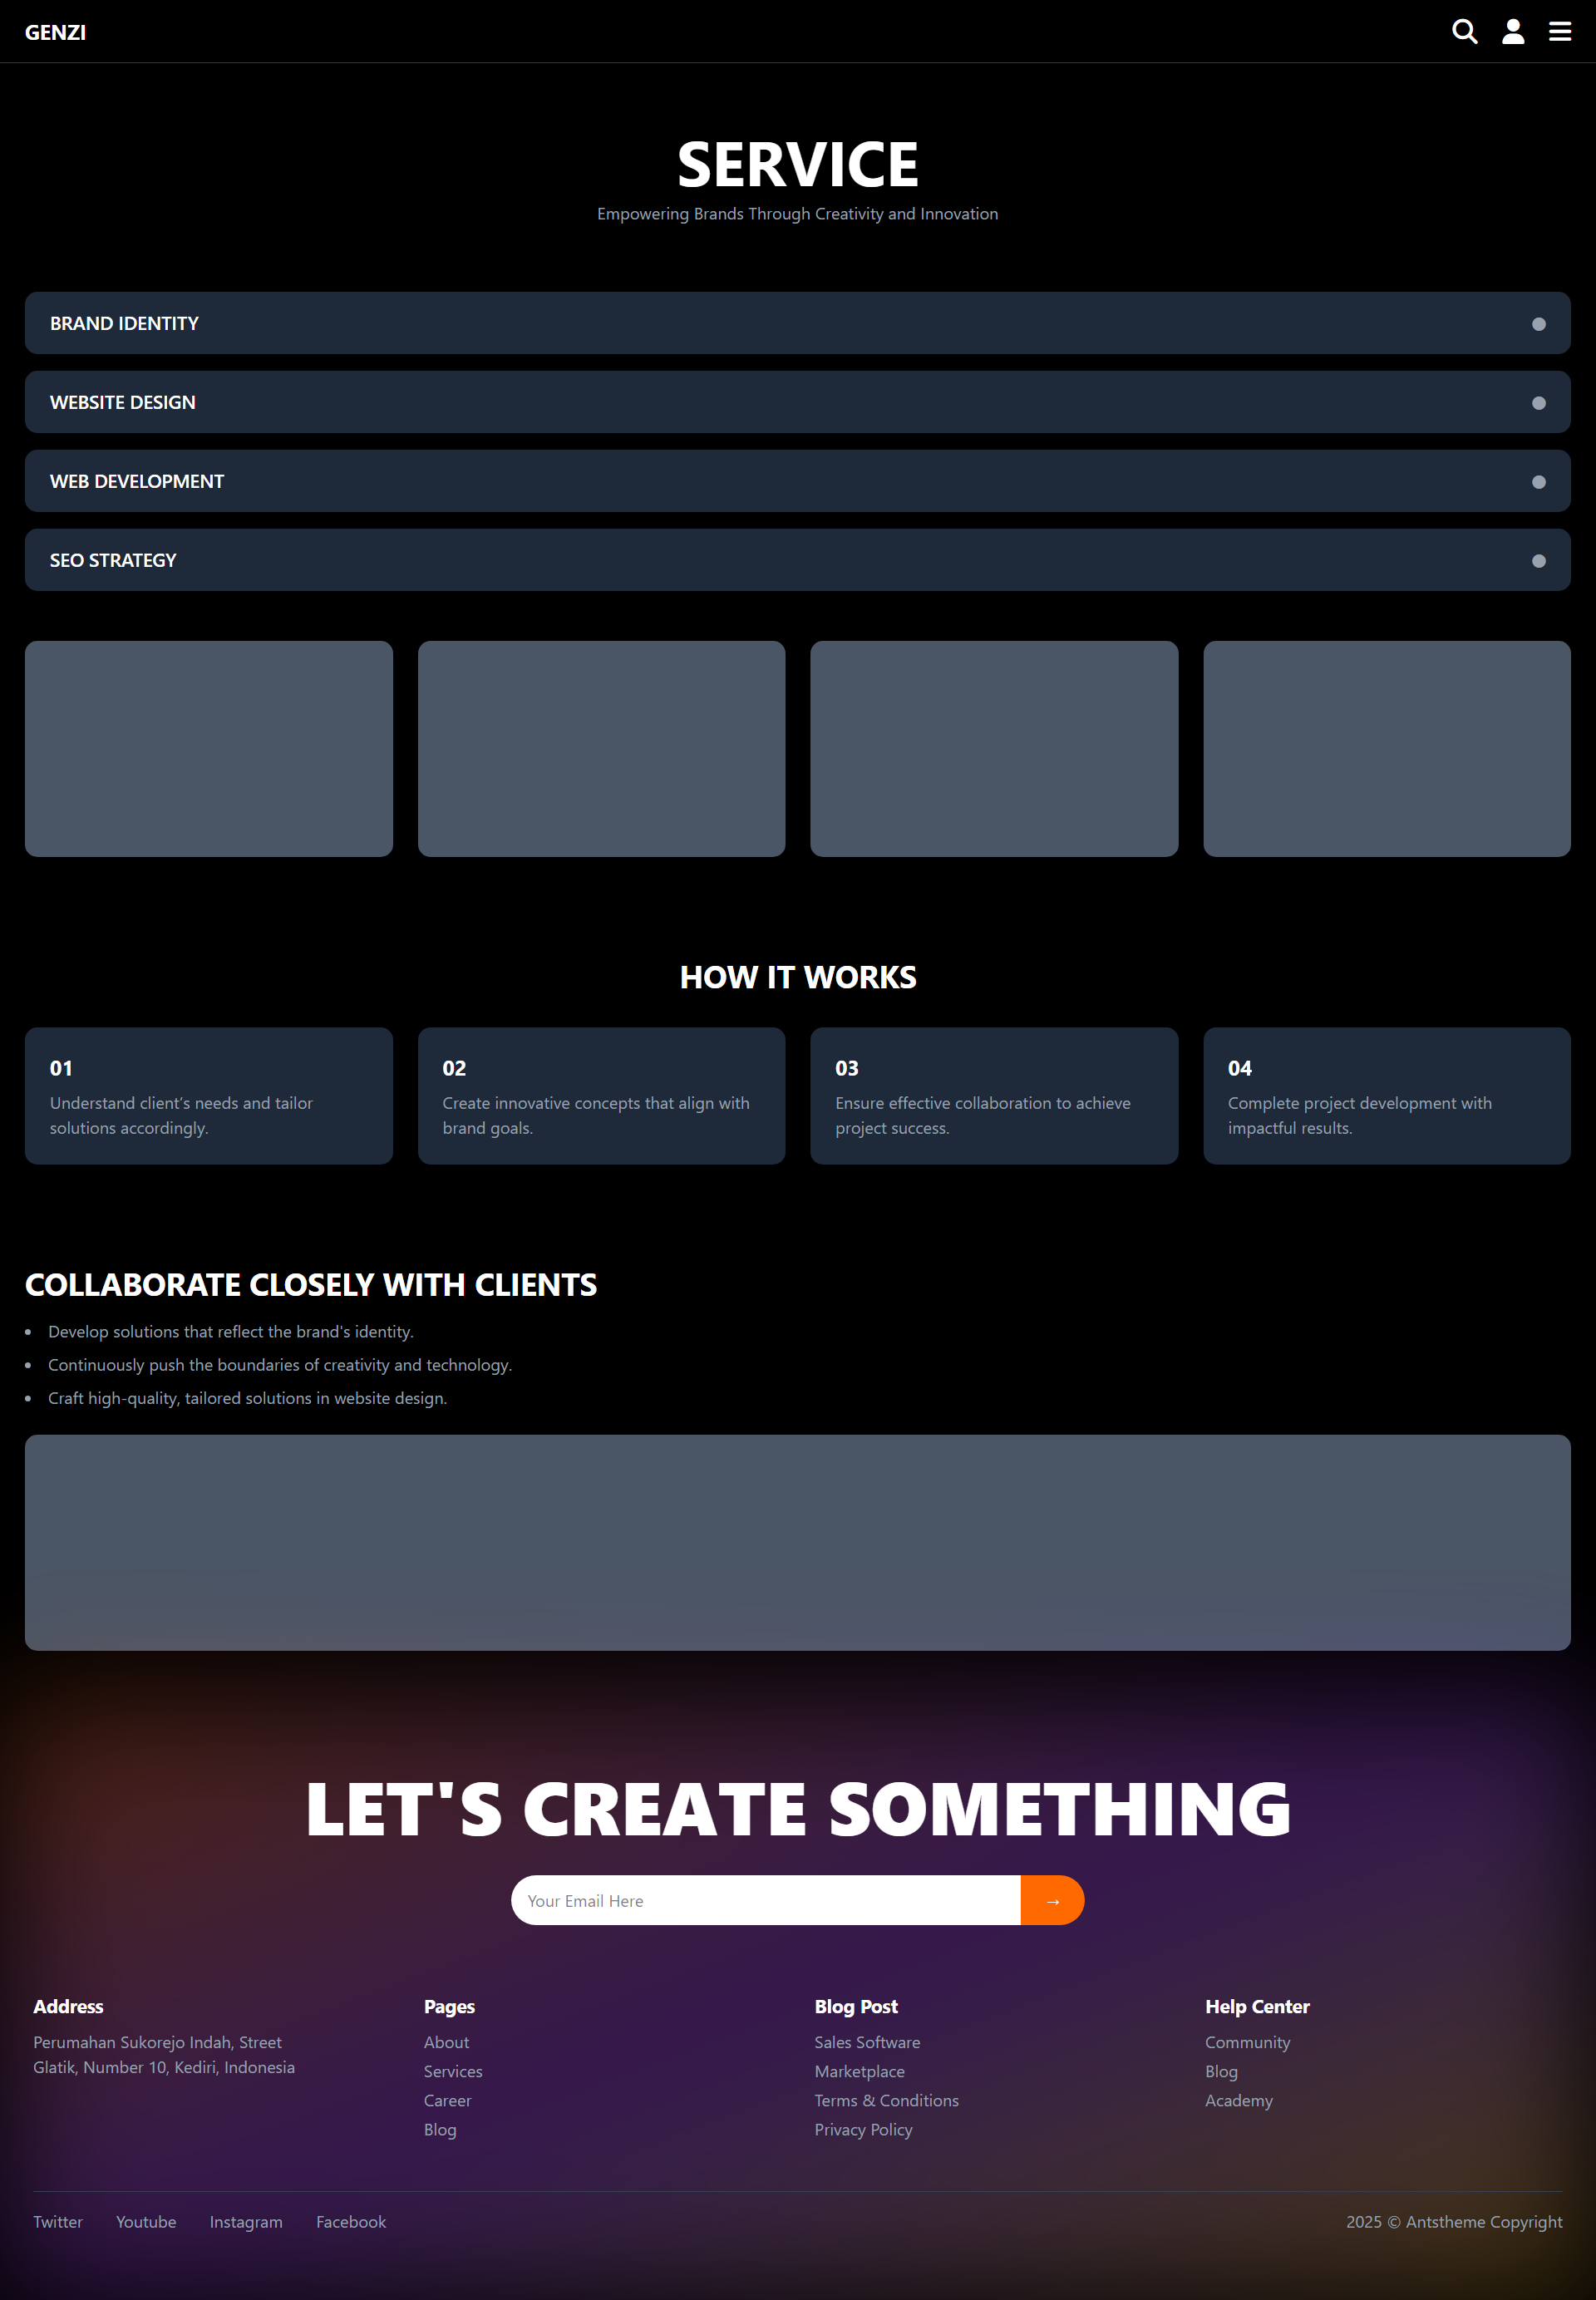 GENZI
SERVICE
Empowering Brands Through Creativity and Innovation
BRAND IDENTITY
WEBSITE DESIGN
WEB DEVELOPMENT
SEO STRATEGY
HOW IT WORKS
01
Understand client's needs and tailor
solutions accordingly.
02
Create innovative concepts that align with
brand goals.
03
Ensure effective collaboration to achieve
project success.
04
Complete project development with
impactful results.
COLLABORATE CLOSELY WITH CLIENTS
• Develop solutions that reflect the brand's identity.
• Continuously push the boundaries of creativity and technology.
• Craft high-quality, tailored solutions in website design.
LET'S CREATE SOMETHING
Your Email Here →
Address
Perumahan Sukorejo Indah, Street
Glatik, Number 10, Kediri, Indonesia
Pages
About
Services
Career
Blog
Blog Post
Sales Software
Marketplace
Terms & Conditions
Privacy Policy
Help Center
Community
Blog
Academy
Twitter Youtube Instagram Facebook
2025 © Antstheme Copyright